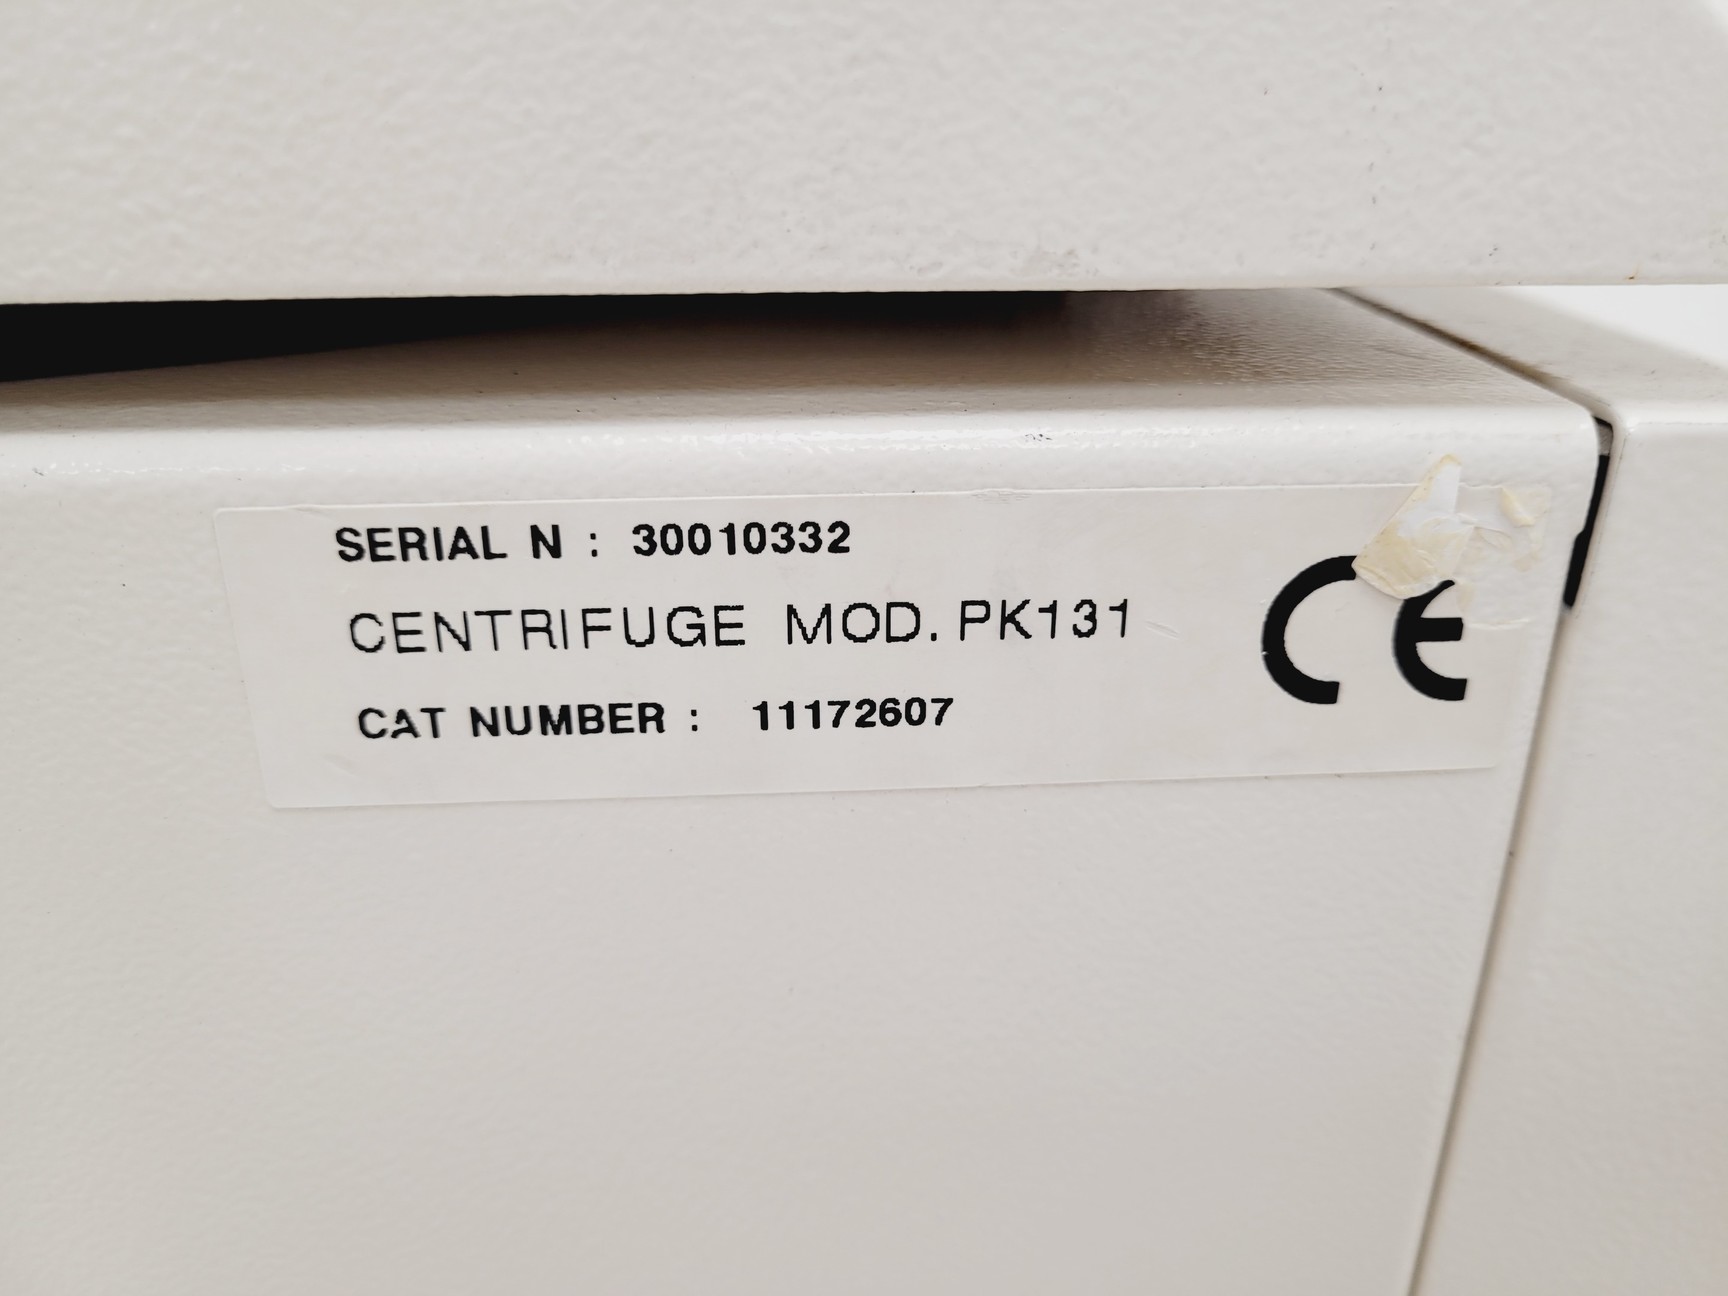 SERIAL N : 30010332
CENTRIFUGE MOD. PK131
CE
CAT NUMBER : 11172607